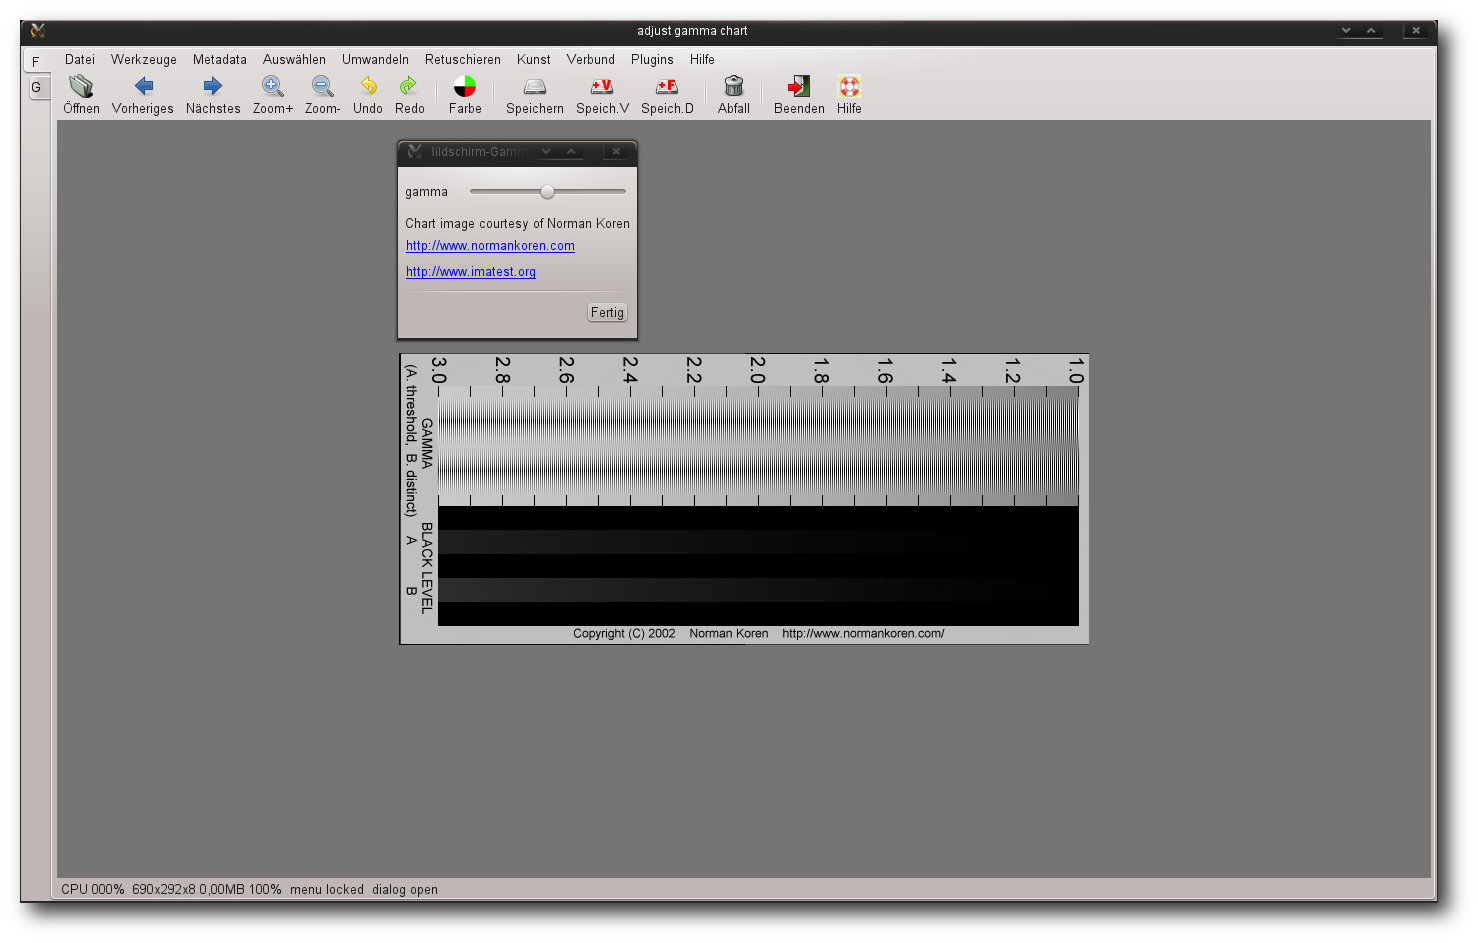 adjust gamma chart
F
G
Datei Werkzeuge Metadata Auswählen Umwandeln Retuschieren Kunst Verbund Plugins Hilfe
Öffnen Vorheriges Nächstes Zoom+ Zoom- Undo Redo Farbe Speichern Speich.V Speich.D Abfall Beenden Hilfe
Bildschirm-Gamm
gamma
Chart image courtesy of Norman Koren
http://www.normankoren.com
http://www.imatest.org
Fertig
3.0 2.8 2.6 2.4 2.2 2.0 1.8 1.6 1.4 1.2 1.0
GAMMA BLACK LEVEL
(A. threshold, B. distinct) A B
Copyright (C) 2002 Norman Koren http://www.normankoren.com/
CPU 000% 690x292x8 0,00MB 100% menu locked dialog open